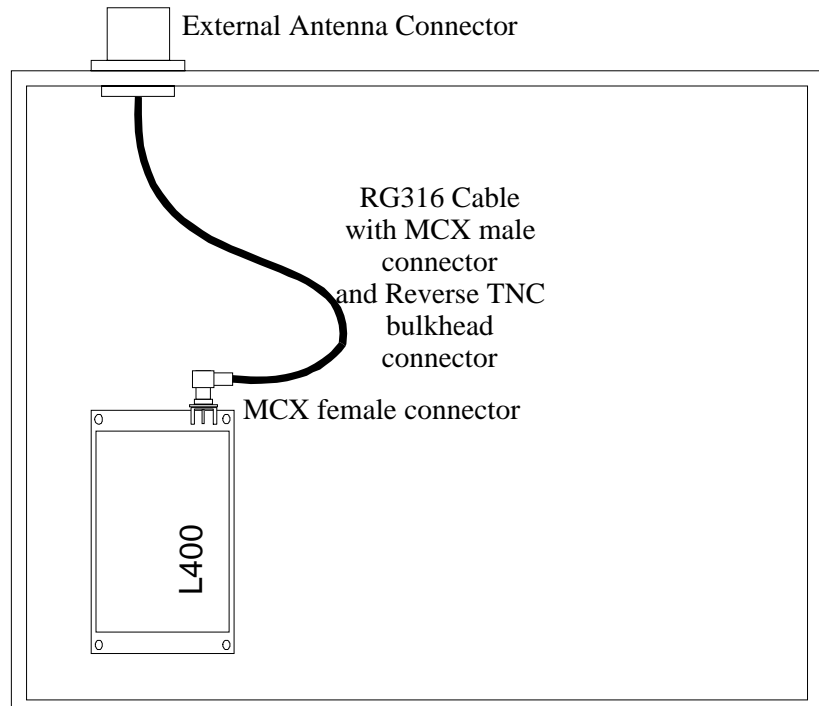 External Antenna Connector
RG316 Cable
with MCX male
connector
and Reverse TNC
bulkhead
connector
MCX female connector
L400